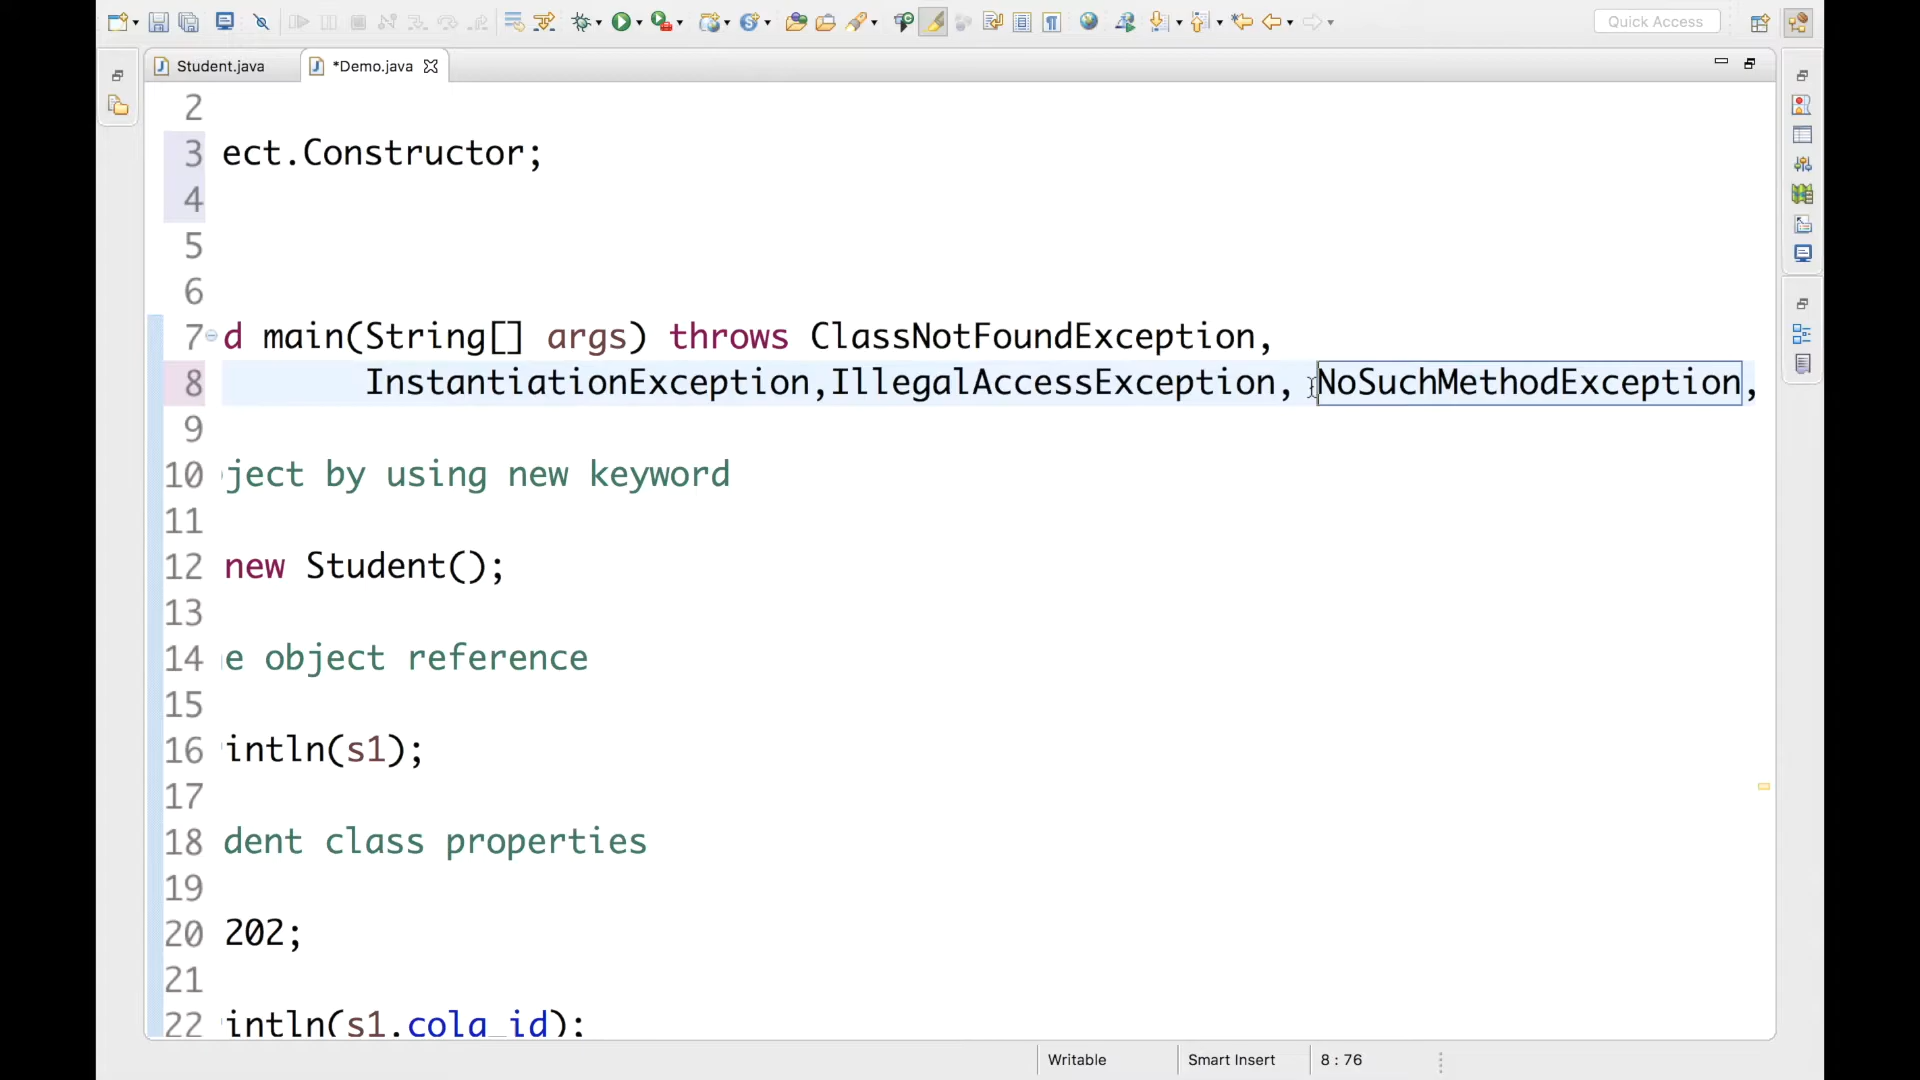 Quick Access
Student.java
*Demo.java
2
3 ect.Constructor;
4
5
6
7 d main(String[] args) throws ClassNotFoundException,
8 InstantiationException,IllegalAccessException, NoSuchMethodException,
9
10 ject by using new keyword
11
12 new Student();
13
14 e object reference
15
16 intln(s1);
17
18 dent class properties
19
20 202;
21
22 intln(s1.cola_id);
Writable
Smart Insert
8 : 76